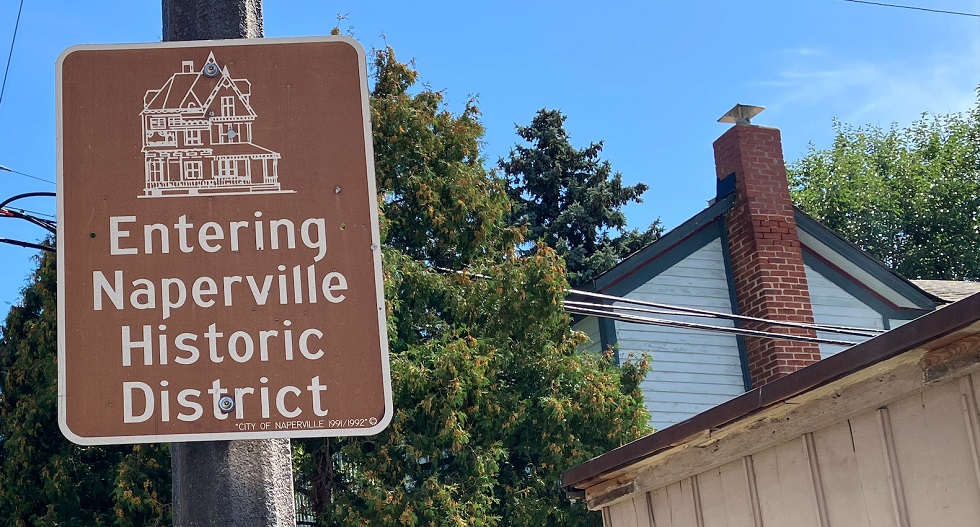 Entering
Naperville
Historic
District
"CITY OF NAPERVILLE 1991/1992"